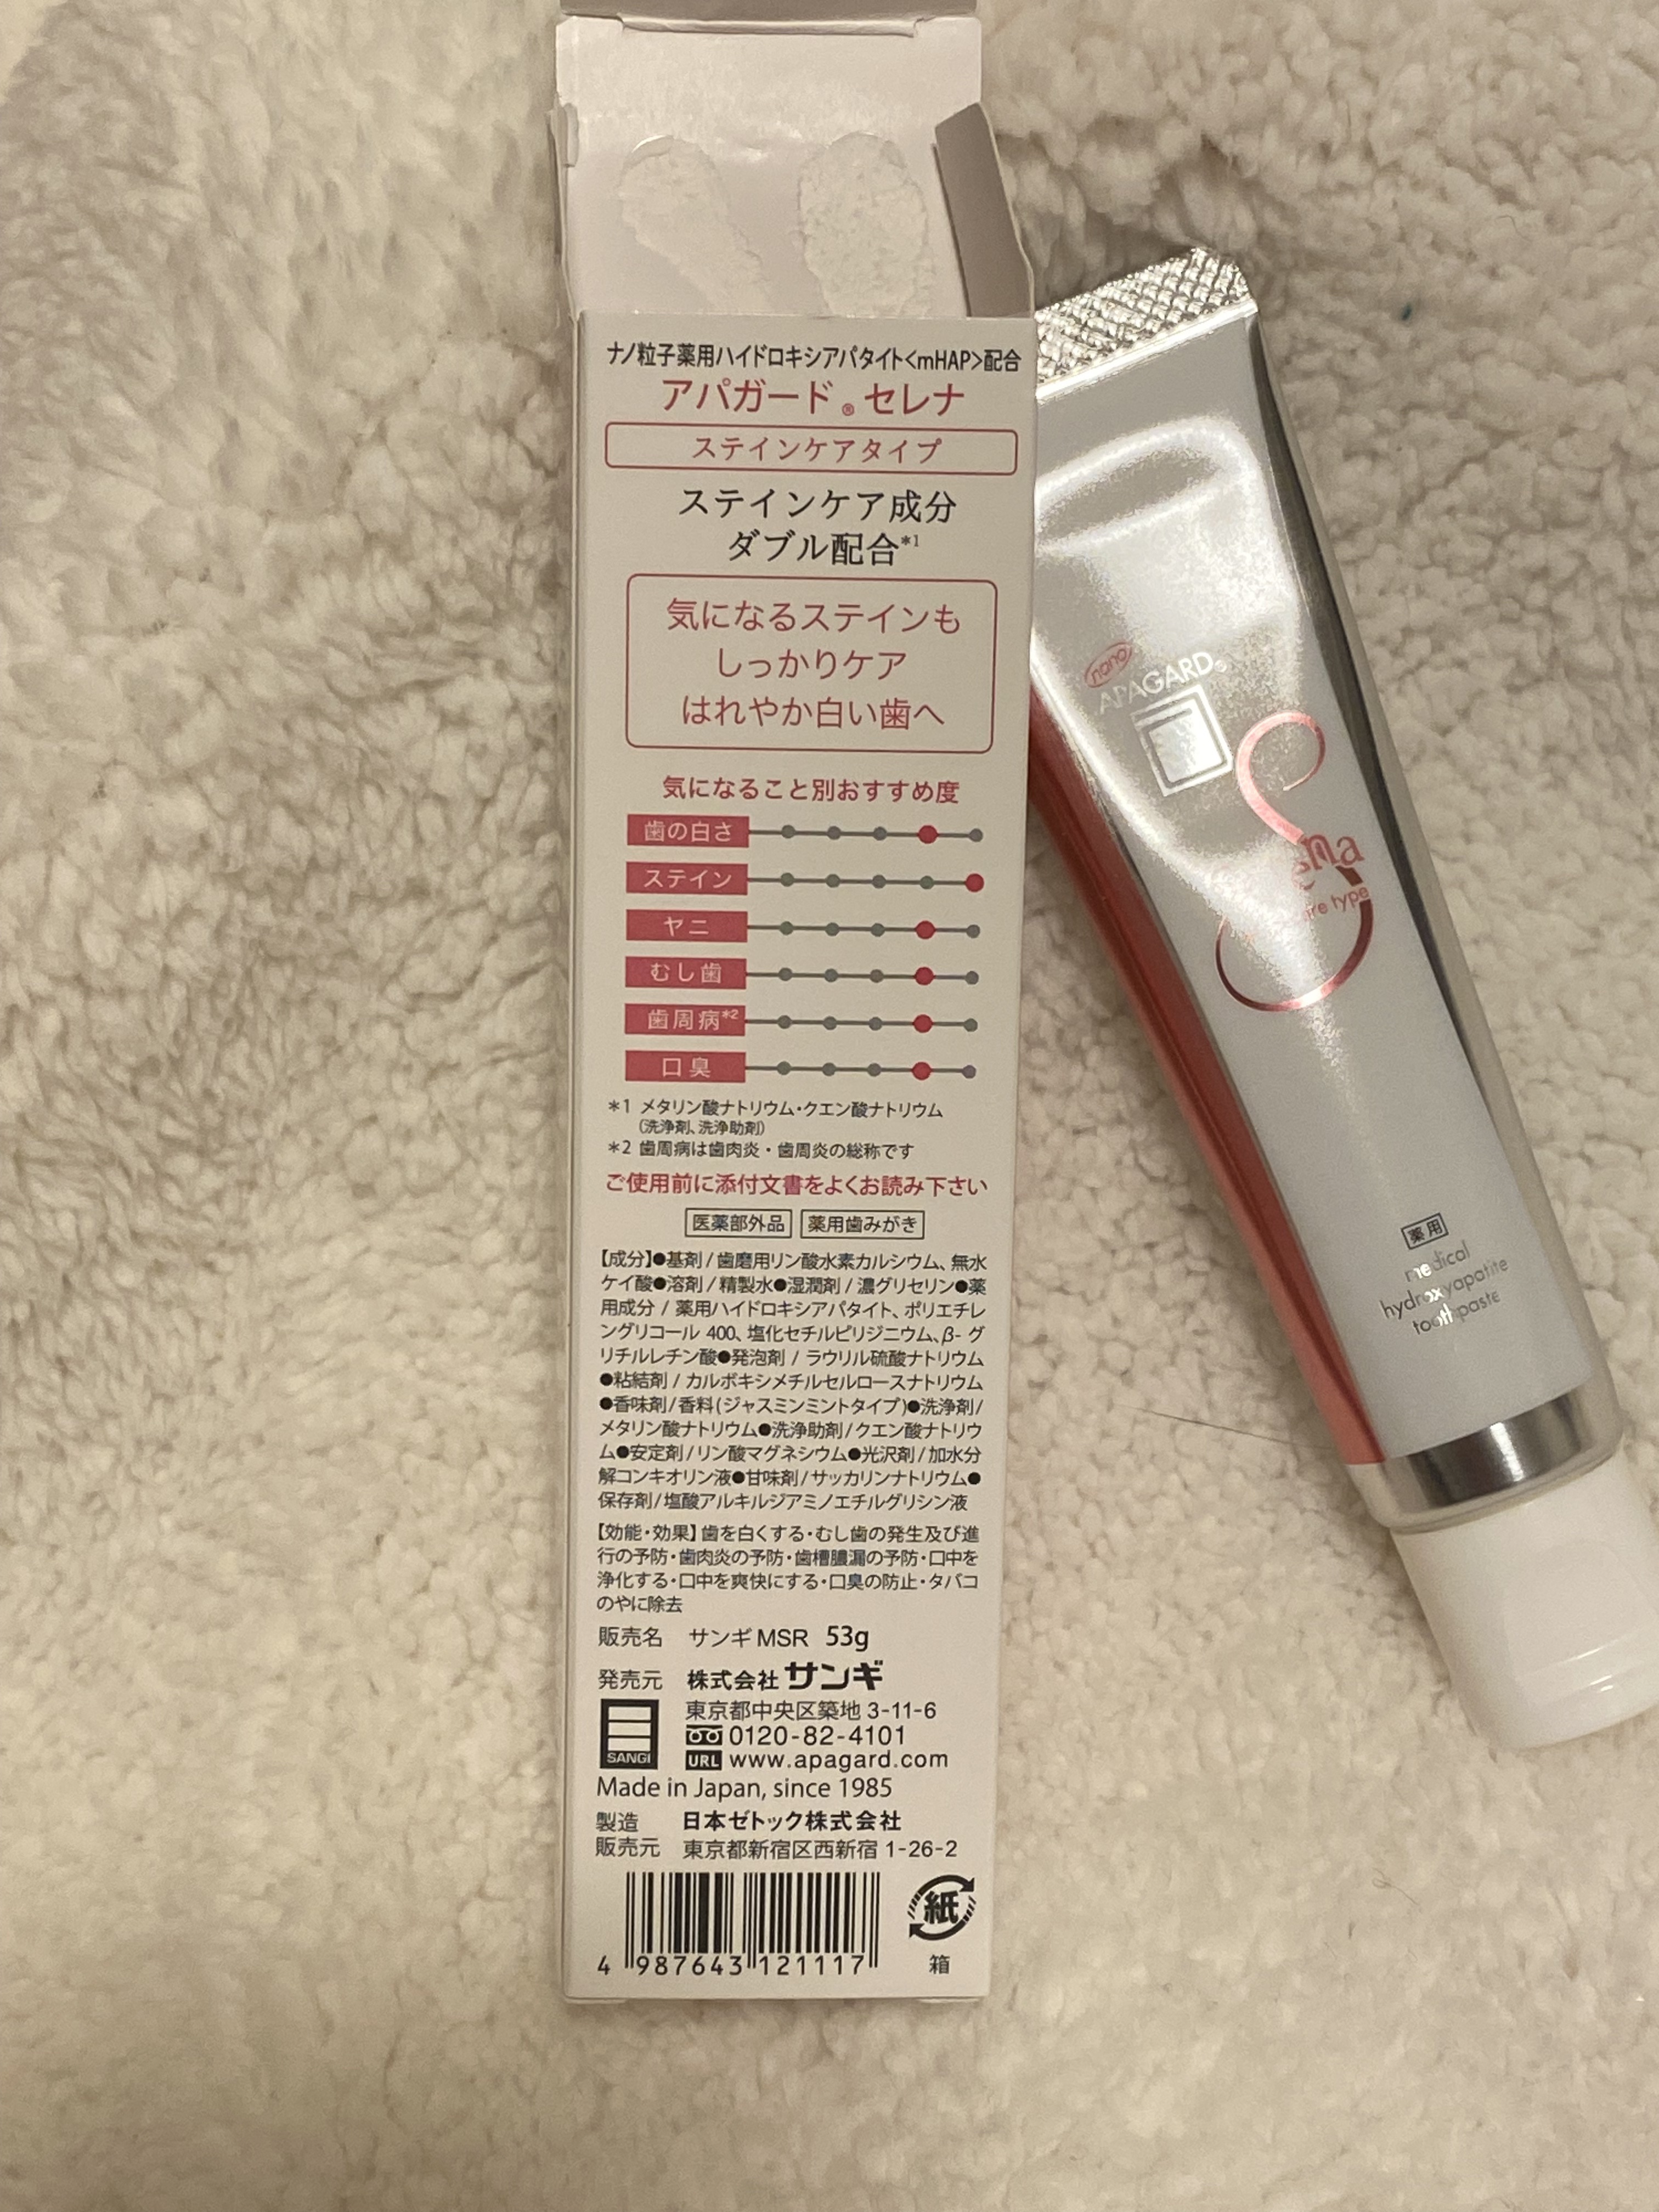 ナノ粒子薬用ハイドロキシアパタイト<mHAP>配合
アパガード®セレナ
ステインケアタイプ
ステインケア成分
ダブル配合*1
気になるステインも
しっかりケア
はれやか白い歯へ
気になること別おすすめ度
歯の白さ
ステイン
ヤニ
むし歯
歯周病*2
口臭
*1 メタリン酸ナトリウム・クエン酸ナトリウム
(洗浄剤、洗浄助剤)
*2 歯周病は歯肉炎・歯周炎の総称です
ご使用前に添付文書をよくお読み下さい
医薬部外品 薬用歯みがき
【成分】●基剤/歯磨用リン酸水素カルシウム、無水
ケイ酸●溶剤/精製水●湿潤剤/濃グリセリン●薬
用成分/薬用ハイドロキシアパタイト、ポリエチレ
ングリコール 400、塩化セチルピリジニウム、β-グ
リチルレチン酸●発泡剤/ラウリル硫酸ナトリウム
●粘結剤/カルボキシメチルセルロースナトリウム
●香味剤/香料(ジャスミンミントタイプ)●洗浄剤/
メタリン酸ナトリウム●洗浄助剤/クエン酸ナトリウ
ム●安定剤/リン酸マグネシウム●光沢剤/加水分
解コンキオリン液●甘味剤/サッカリンナトリウム●
保存剤/塩酸アルキルジアミノエチルグリシン液
【効能・効果】歯を白くする・むし歯の発生及び進
行の予防・歯肉炎の予防・歯槽膿漏の予防・口中を
浄化する・口中を爽快にする・口臭の防止・タバコ
のやに除去
販売名 サンギMSR 53g
発売元 株式会社サンギ
東京都中央区築地 3-11-6
0120-82-4101
SANGI URL www.apagard.com
Made in Japan, since 1985
製造 日本ゼトック株式会社
販売元 東京都新宿区西新宿 1-26-2
4 987643 121117
紙
箱
nano
APAGARD®
type
薬用
medical
hydroxyapatite
toothpaste